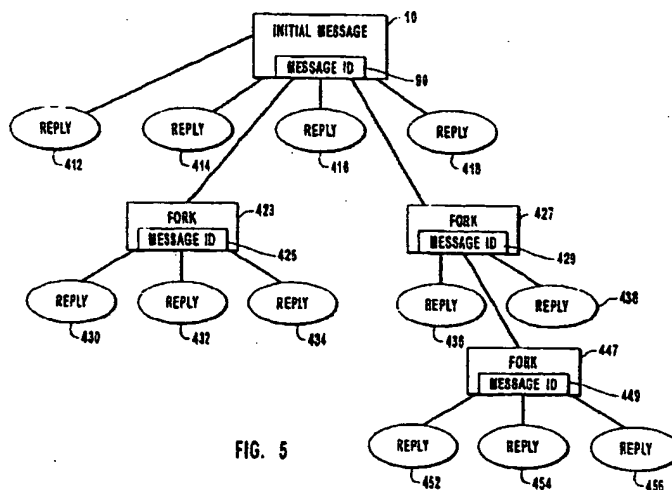 10
INITIAL MESSAGE
MESSAGE ID
90
REPLY
REPLY
REPLY
REPLY
412
414
416
418
423
427
FORK
FORK
MESSAGE ID
MESSAGE ID
425
429
REPLY
REPLY
REPLY
REPLY
REPLY
438
430
432
434
436
447
FORK
MESSAGE ID
449
FIG. 5
REPLY
REPLY
REPLY
452
454
456